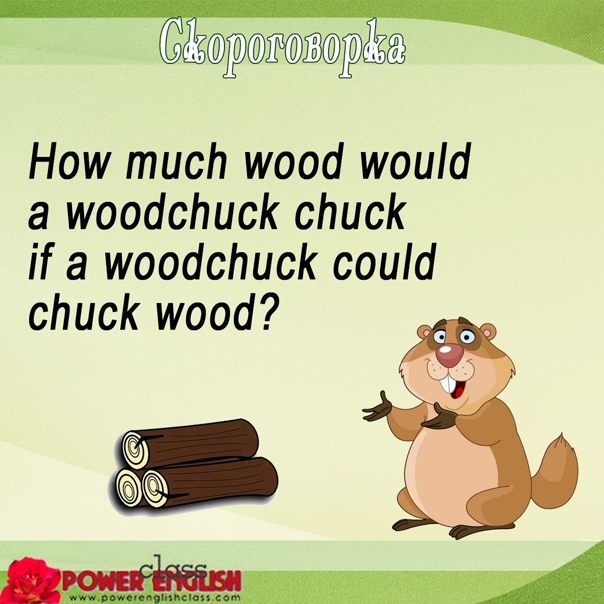 Скороговорка
How much wood would
a woodchuck chuck
if a woodchuck could
chuck wood?
class
POWER ENGLISH
www.powerenglishclass.com